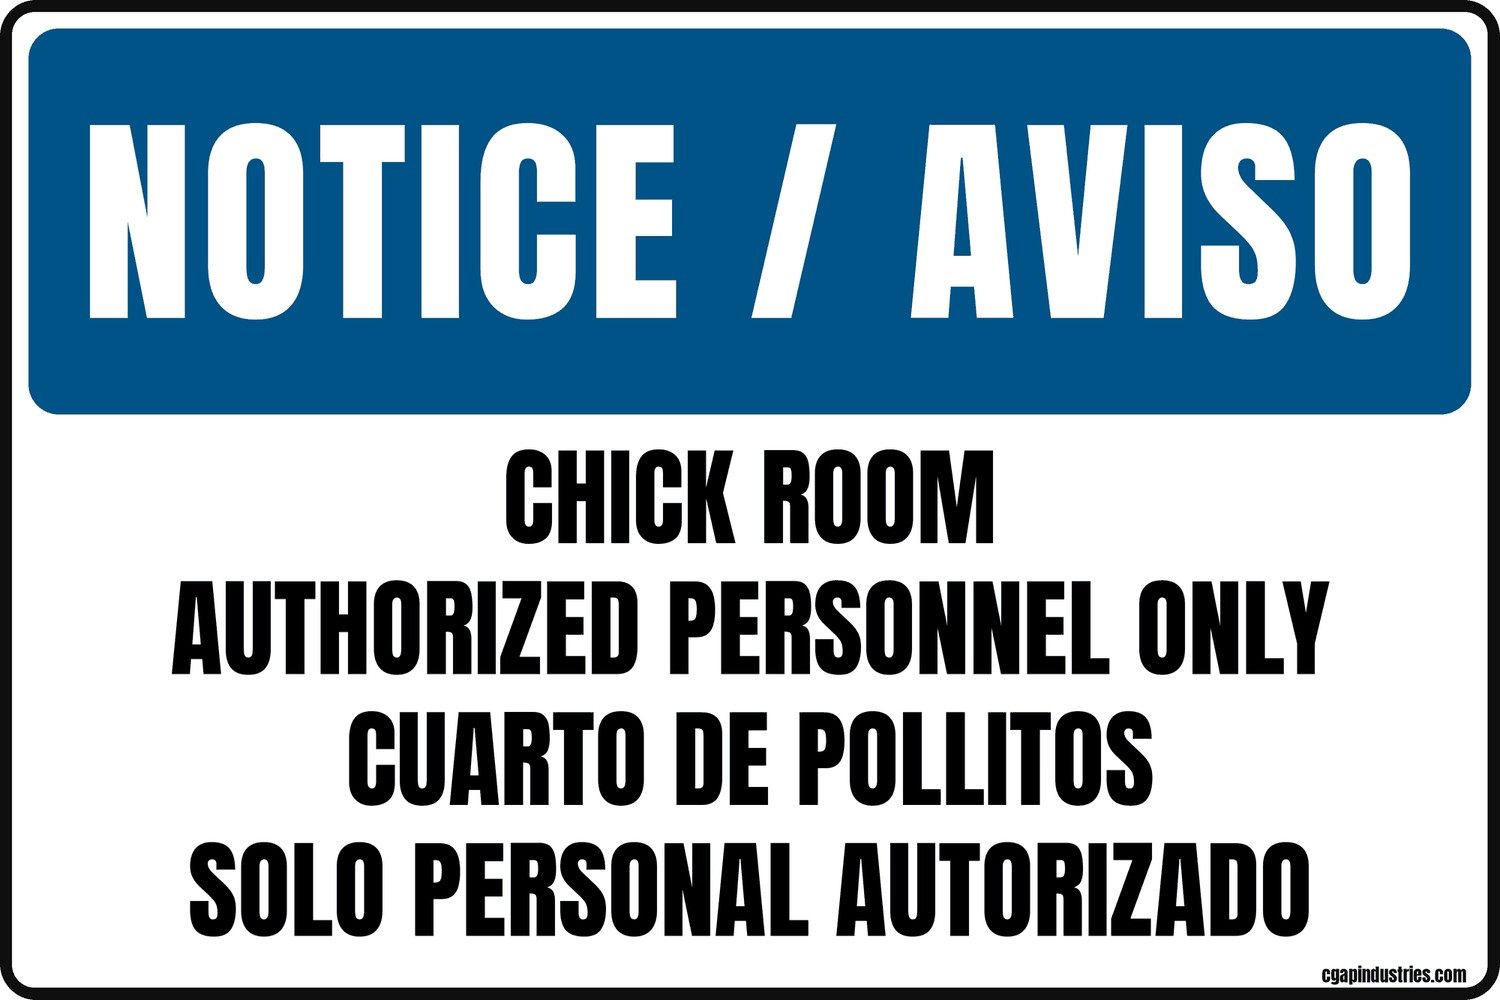 NOTICE / AVISO
CHICK ROOM
AUTHORIZED PERSONNEL ONLY
CUARTO DE POLLITOS
SOLO PERSONAL AUTORIZADO
cgapindustries.com